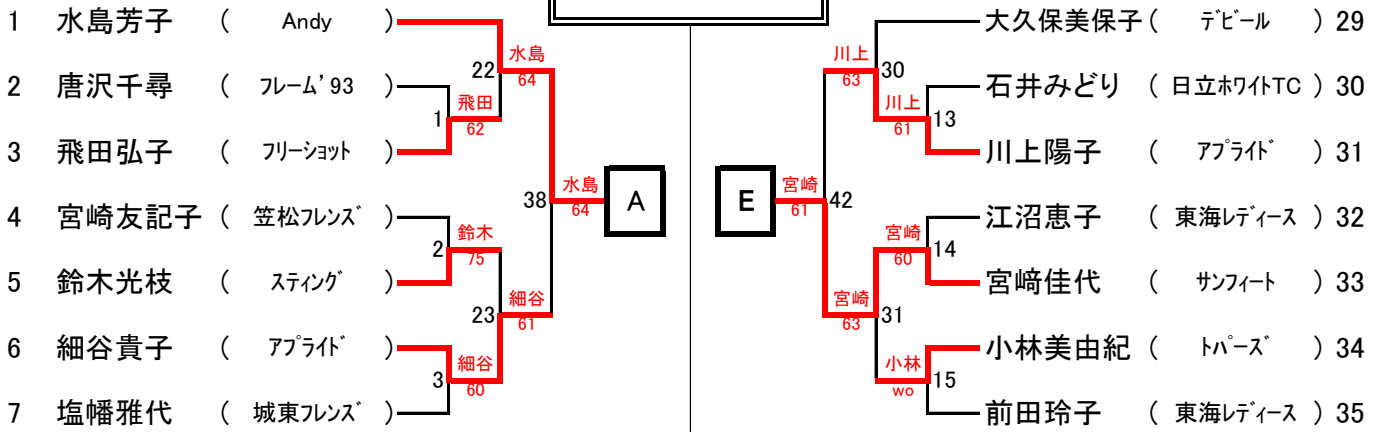 1 水島芳子 ( Andy )
2 唐沢千尋 ( フレーム'93 )
3 飛田弘子 ( フリーショット )
4 宮崎友記子 ( 笠松フレンズ )
5 鈴木光枝 ( スティング )
6 細谷貴子 ( アプライド )
7 塩幡雅代 ( 城東フレンズ )
1
飛田
62
2
鈴木
75
3
細谷
60
22
水島
64
23
細谷
61
38
水島
64
A
E
宮崎
61
42
川上
63
30
宮崎
63
31
川上
61
13
宮崎
60
14
小林
wo
15
大久保美保子 ( デビール ) 29
石井みどり ( 日立ホワイトTC ) 30
川上陽子 ( アプライド ) 31
江沼恵子 ( 東海レディース ) 32
宮﨑佳代 ( サンフィート ) 33
小林美由紀 ( トパーズ ) 34
前田玲子 ( 東海レディース ) 35